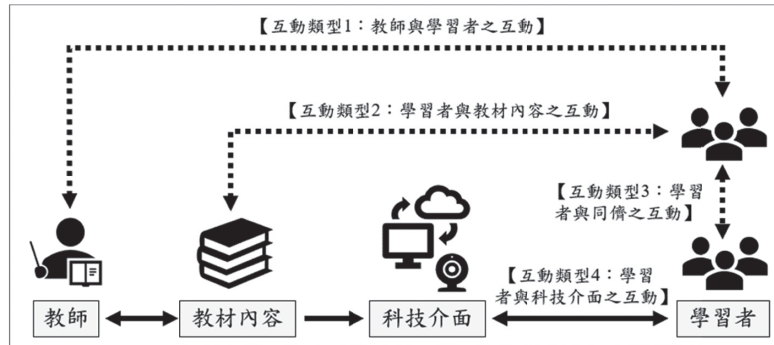 【互動類型1：教師與學習者之互動】
【互動類型2：學習者與教材內容之互動】
【互動類型3：學習
者與同儕之互動】
【互動類型4：學習
者與科技介面之互動】
教師
教材內容
科技介面
學習者